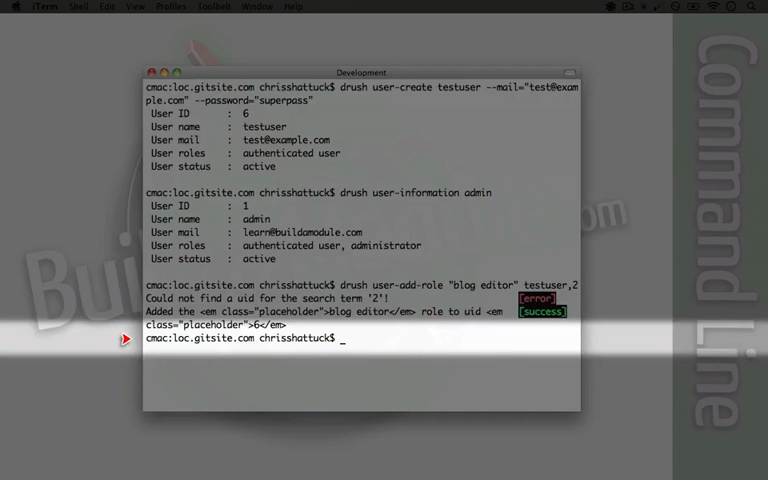 iTerm Shell Edit View Profiles Toolbelt Window Help
Development
cmac:loc.gitsite.com chrisshattuck$ drush user-create testuser --mail="test@exam
ple.com" --password="superpass"
User ID : 6
User name : testuser
User mail : test@example.com
User roles : authenticated user
User status : active
cmac:loc.gitsite.com chrisshattuck$ drush user-information admin
User ID : 1
User name : admin
User mail : learn@buildamodule.com
User roles : authenticated user, administrator
User status : active
cmac:loc.gitsite.com chrisshattuck$ drush user-add-role "blog editor" testuser,2
Could not find a uid for the search term '2'! [error]
Added the <em class="placeholder">blog editor</em> role to uid <em [success]
class="placeholder">6</em>
cmac:loc.gitsite.com chrisshattuck$ _
Command Line